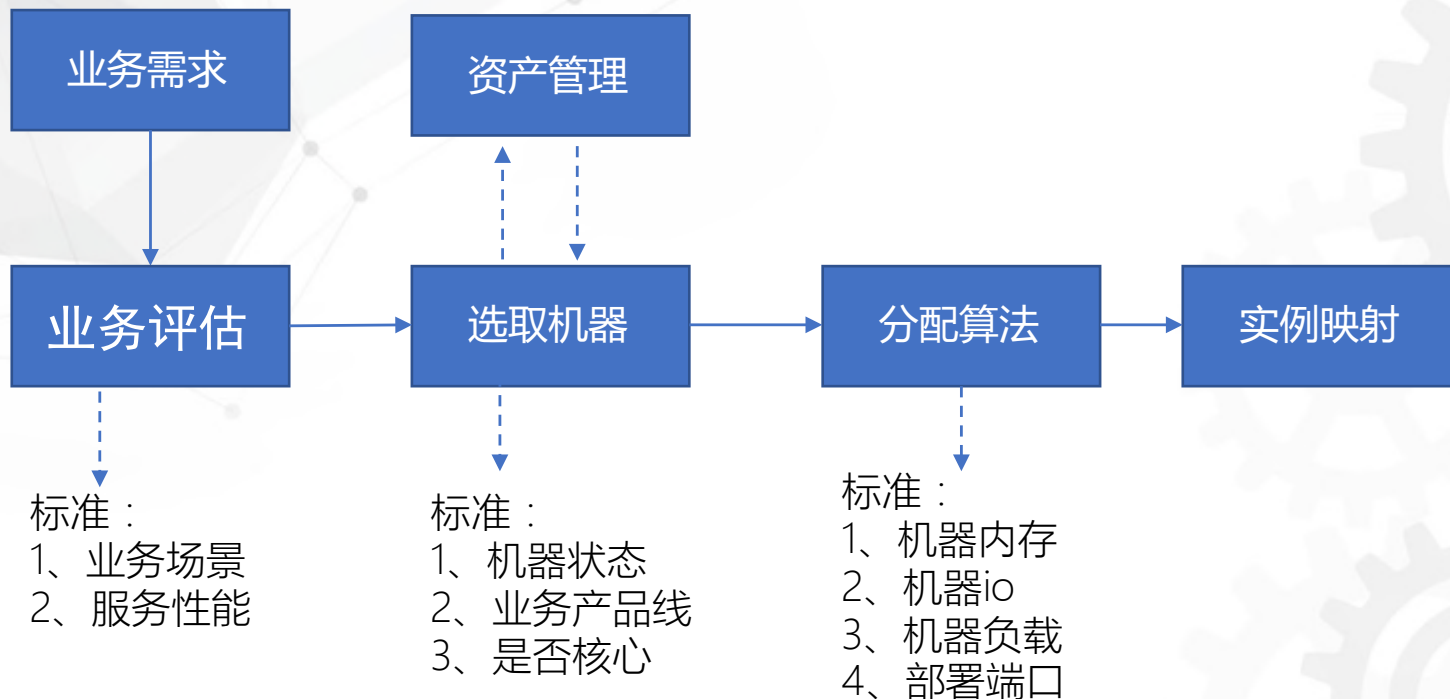 业务需求
资产管理
业务评估
选取机器
分配算法
实例映射
标准：
1、业务场景
2、服务性能
标准：
1、机器状态
2、业务产品线
3、是否核心
标准：
1、机器内存
2、机器io
3、机器负载
4、部署端口